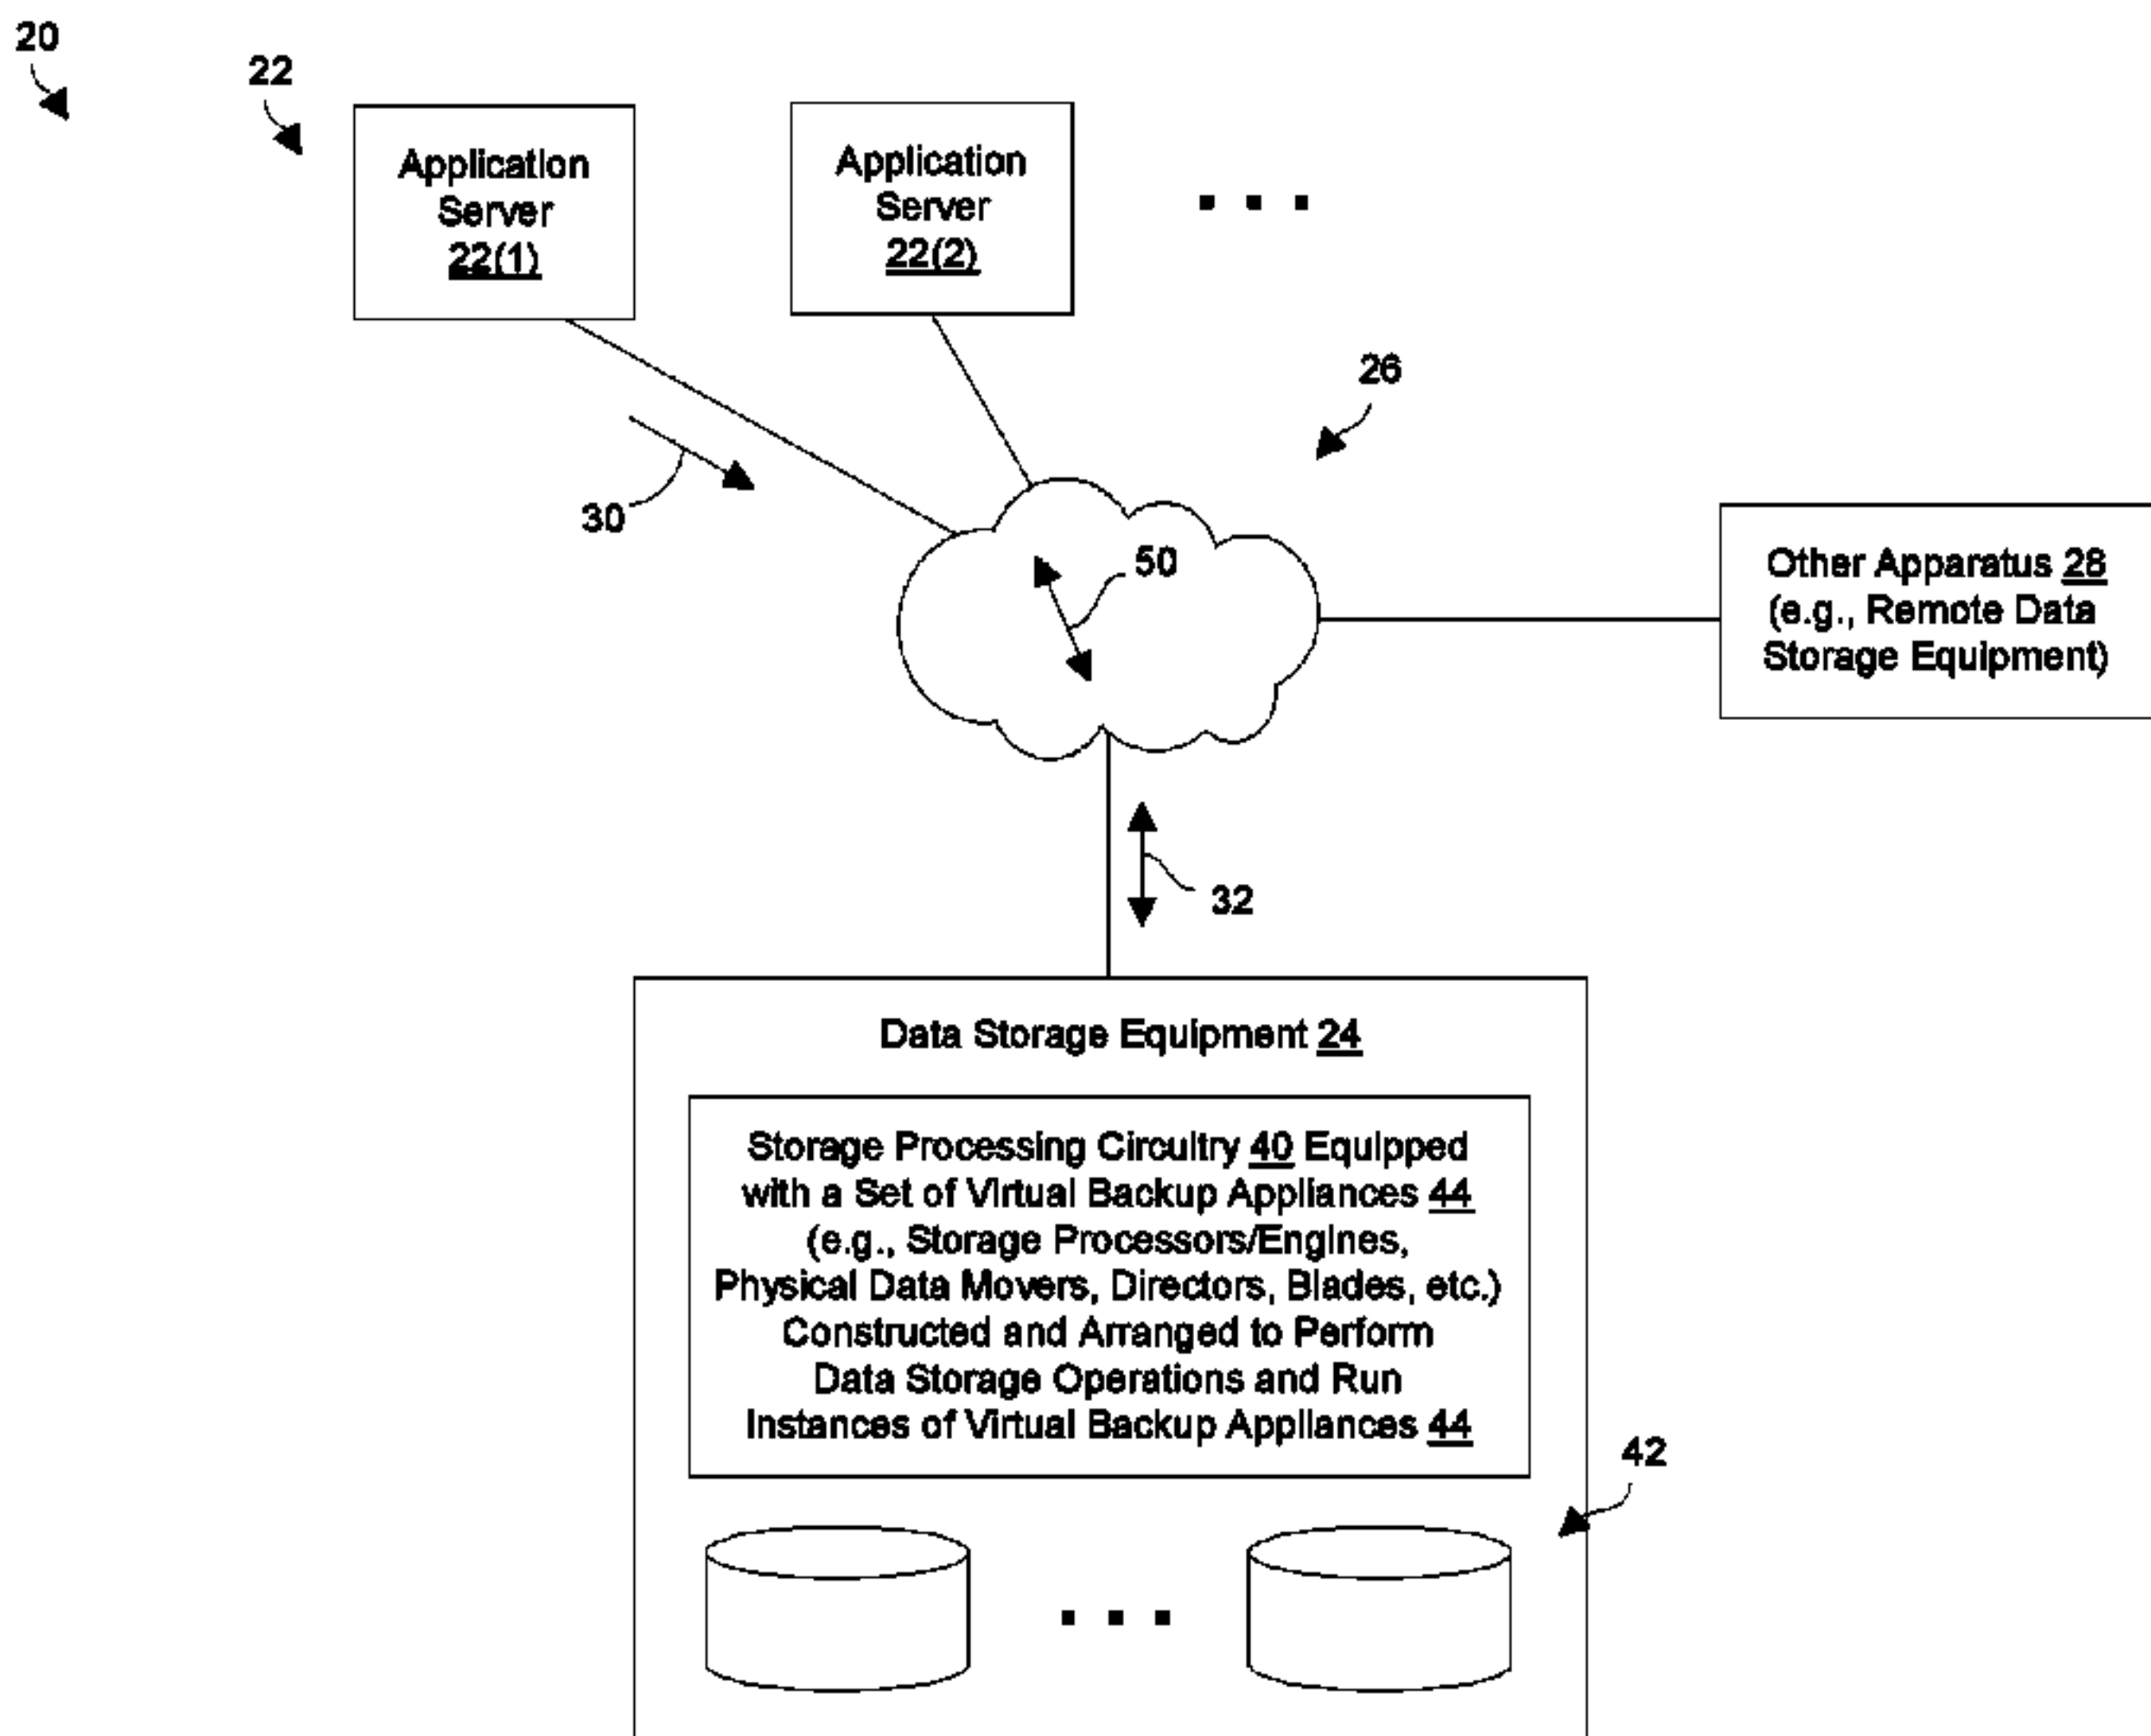 20
22
Application
Server
22(1)
Application
Server
22(2)
. . .
26
30
50
Other Apparatus 28
(e.g., Remote Data
Storage Equipment)
32
Data Storage Equipment 24
Storage Processing Circuitry 40 Equipped
with a Set of Virtual Backup Appliances 44
(e.g., Storage Processors/Engines,
Physical Data Movers, Directors, Blades, etc.)
Constructed and Arranged to Perform
Data Storage Operations and Run
Instances of Virtual Backup Appliances 44
42
. . .